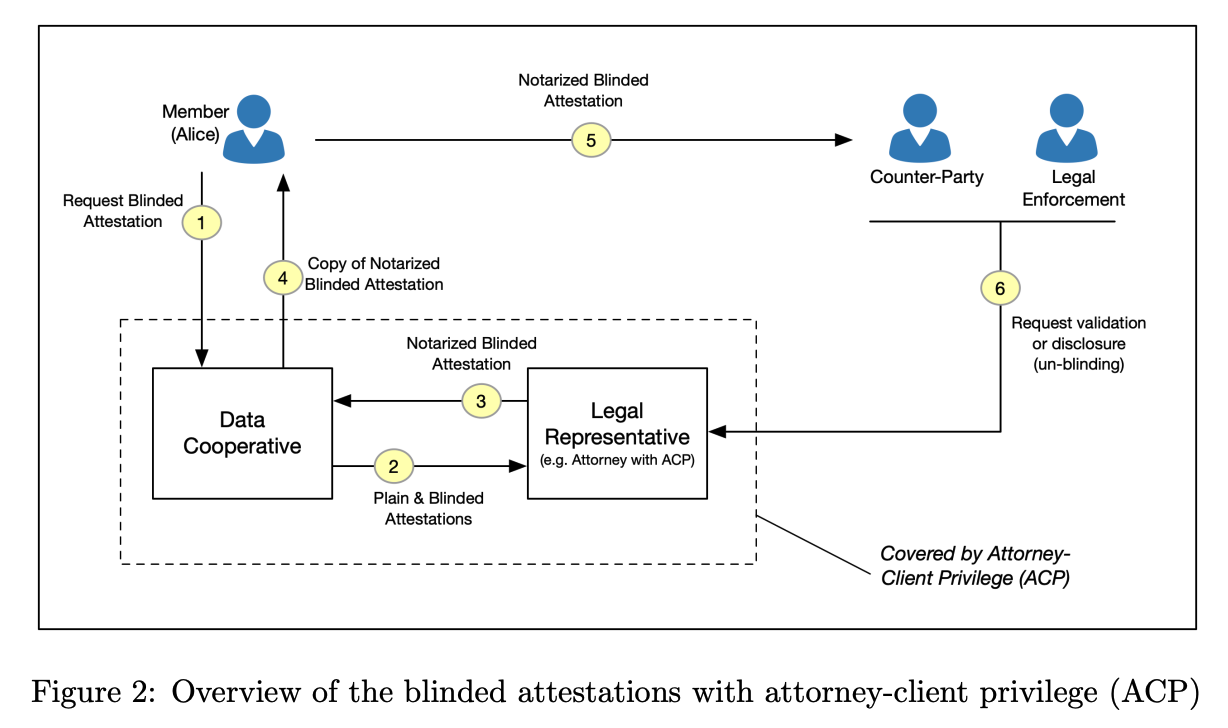 Notarized Blinded
Attestation
5
Member
(Alice)
Counter-Party
Legal
Enforcement
Request Blinded
Attestation
1
4
Copy of Notarized
Blinded Attestation
6
Request validation
or disclosure
(un-blinding)
Notarized Blinded
Attestation
3
Data
Cooperative
Legal
Representative
(e.g. Attorney with ACP)
2
Plain & Blinded
Attestations
Covered by Attorney-
Client Privilege (ACP)
Figure 2: Overview of the blinded attestations with attorney-client privilege (ACP)